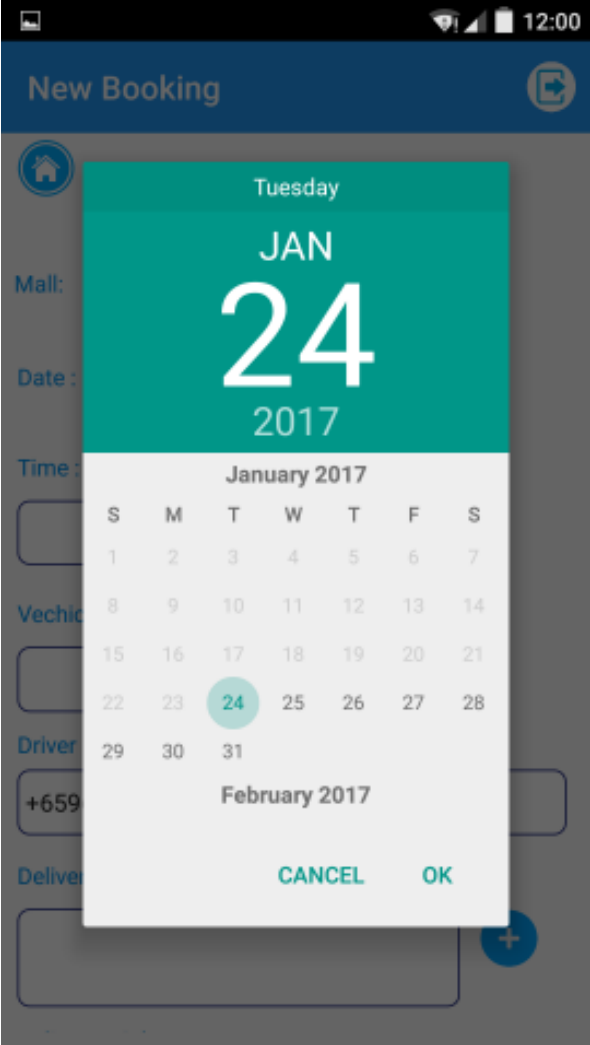 12:00
New Booking
Tuesday
JAN
24
2017
Mall:
Date :
Time :
January 2017
S M T W T F S
1 2 3 4 5 6 7
8 9 10 11 12 13 14
15 16 17 18 19 20 21
22 23 24 25 26 27 28
29 30 31
February 2017
Vechic
Driver
+659
CANCEL OK
Deliver
+